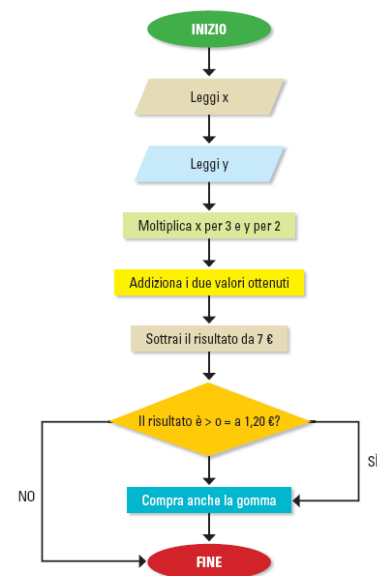 INIZIO
Leggi x
Leggi y
Moltiplica x per 3 e y per 2
Addiziona i due valori ottenuti
Sottrai il risultato da 7 €
Il risultato è > o = a 1,20 €?
SÌ
NO
Compra anche la gomma
FINE